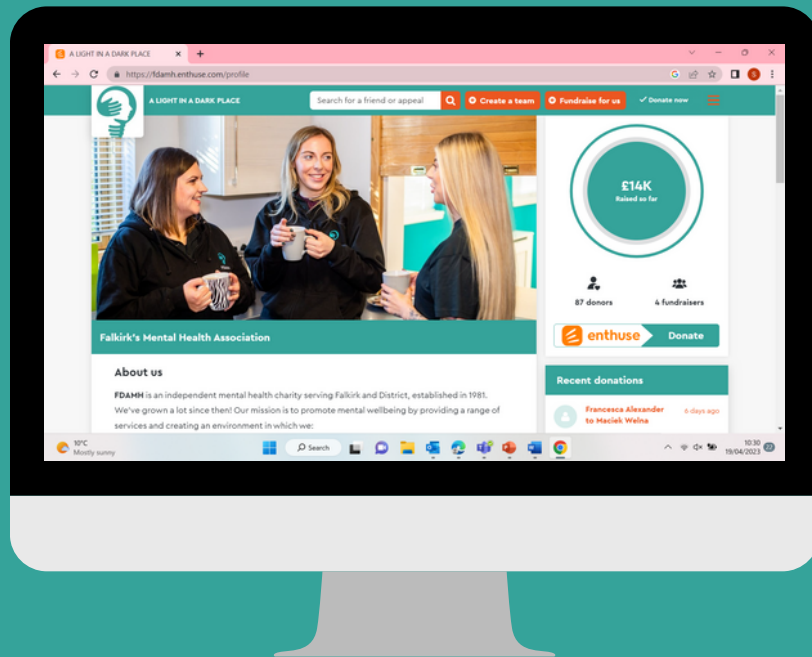 A LIGHT IN A DARK PLACE
https://fdamh.enthuse.com/profile
G
S
A LIGHT IN A DARK PLACE
Search for a friend or appeal
Create a team
Fundraise for us
Donate now
£14K
Raised so far
87 donors
4 fundraisers
enthuse
Donate
Falkirk's Mental Health Association
About us
FDAMH is an independent mental health charity serving Falkirk and District, established in 1981.
We've grown a lot since then! Our mission is to promote mental wellbeing by providing a range of
services and creating an environment in which we:
Recent donations
Francesca Alexander
to Maciek Welna
6 days ago
10°C
Mostly sunny
Search
10:30
19/04/2023